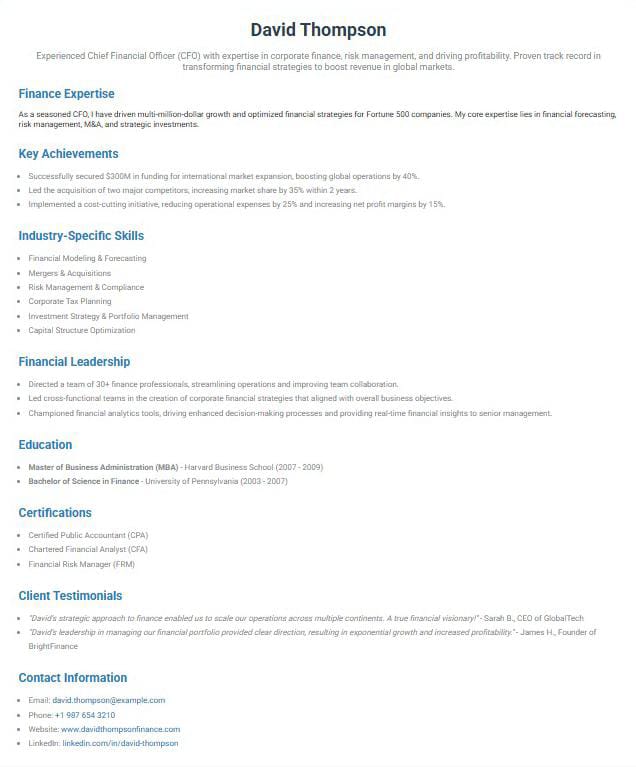 David Thompson
Experienced Chief Financial Officer (CFO) with expertise in corporate finance, risk management, and driving profitability. Proven track record in
transforming financial strategies to boost revenue in global markets.
Finance Expertise
As a seasoned CFO, I have driven multi-million-dollar growth and optimized financial strategies for Fortune 500 companies. My core expertise lies in financial forecasting,
risk management, M&A, and strategic investments.
Key Achievements
• Successfully secured $300M in funding for international market expansion, boosting global operations by 40%.
• Led the acquisition of two major competitors, increasing market share by 35% within 2 years.
• Implemented a cost-cutting initiative, reducing operational expenses by 25% and increasing net profit margins by 15%.
Industry-Specific Skills
• Financial Modeling & Forecasting
• Mergers & Acquisitions
• Risk Management & Compliance
• Corporate Tax Planning
• Investment Strategy & Portfolio Management
• Capital Structure Optimization
Financial Leadership
• Directed a team of 30+ finance professionals, streamlining operations and improving team collaboration.
• Led cross-functional teams in the creation of corporate financial strategies that aligned with overall business objectives.
• Championed financial analytics tools, driving enhanced decision-making processes and providing real-time financial insights to senior management.
Education
• Master of Business Administration (MBA) - Harvard Business School (2007 - 2009)
• Bachelor of Science in Finance - University of Pennsylvania (2003 - 2007)
Certifications
• Certified Public Accountant (CPA)
• Chartered Financial Analyst (CFA)
• Financial Risk Manager (FRM)
Client Testimonials
• "David's strategic approach to finance enabled us to scale our operations across multiple continents. A true financial visionary!" - Sarah B., CEO of GlobalTech
• "David's leadership in managing our financial portfolio provided clear direction, resulting in exponential growth and increased profitability." - James H., Founder of
BrightFinance
Contact Information
• Email: david.thompson@example.com
• Phone: +1 987 654 3210
• Website: www.davidthompsonfinance.com
• LinkedIn: linkedin.com/in/david-thompson